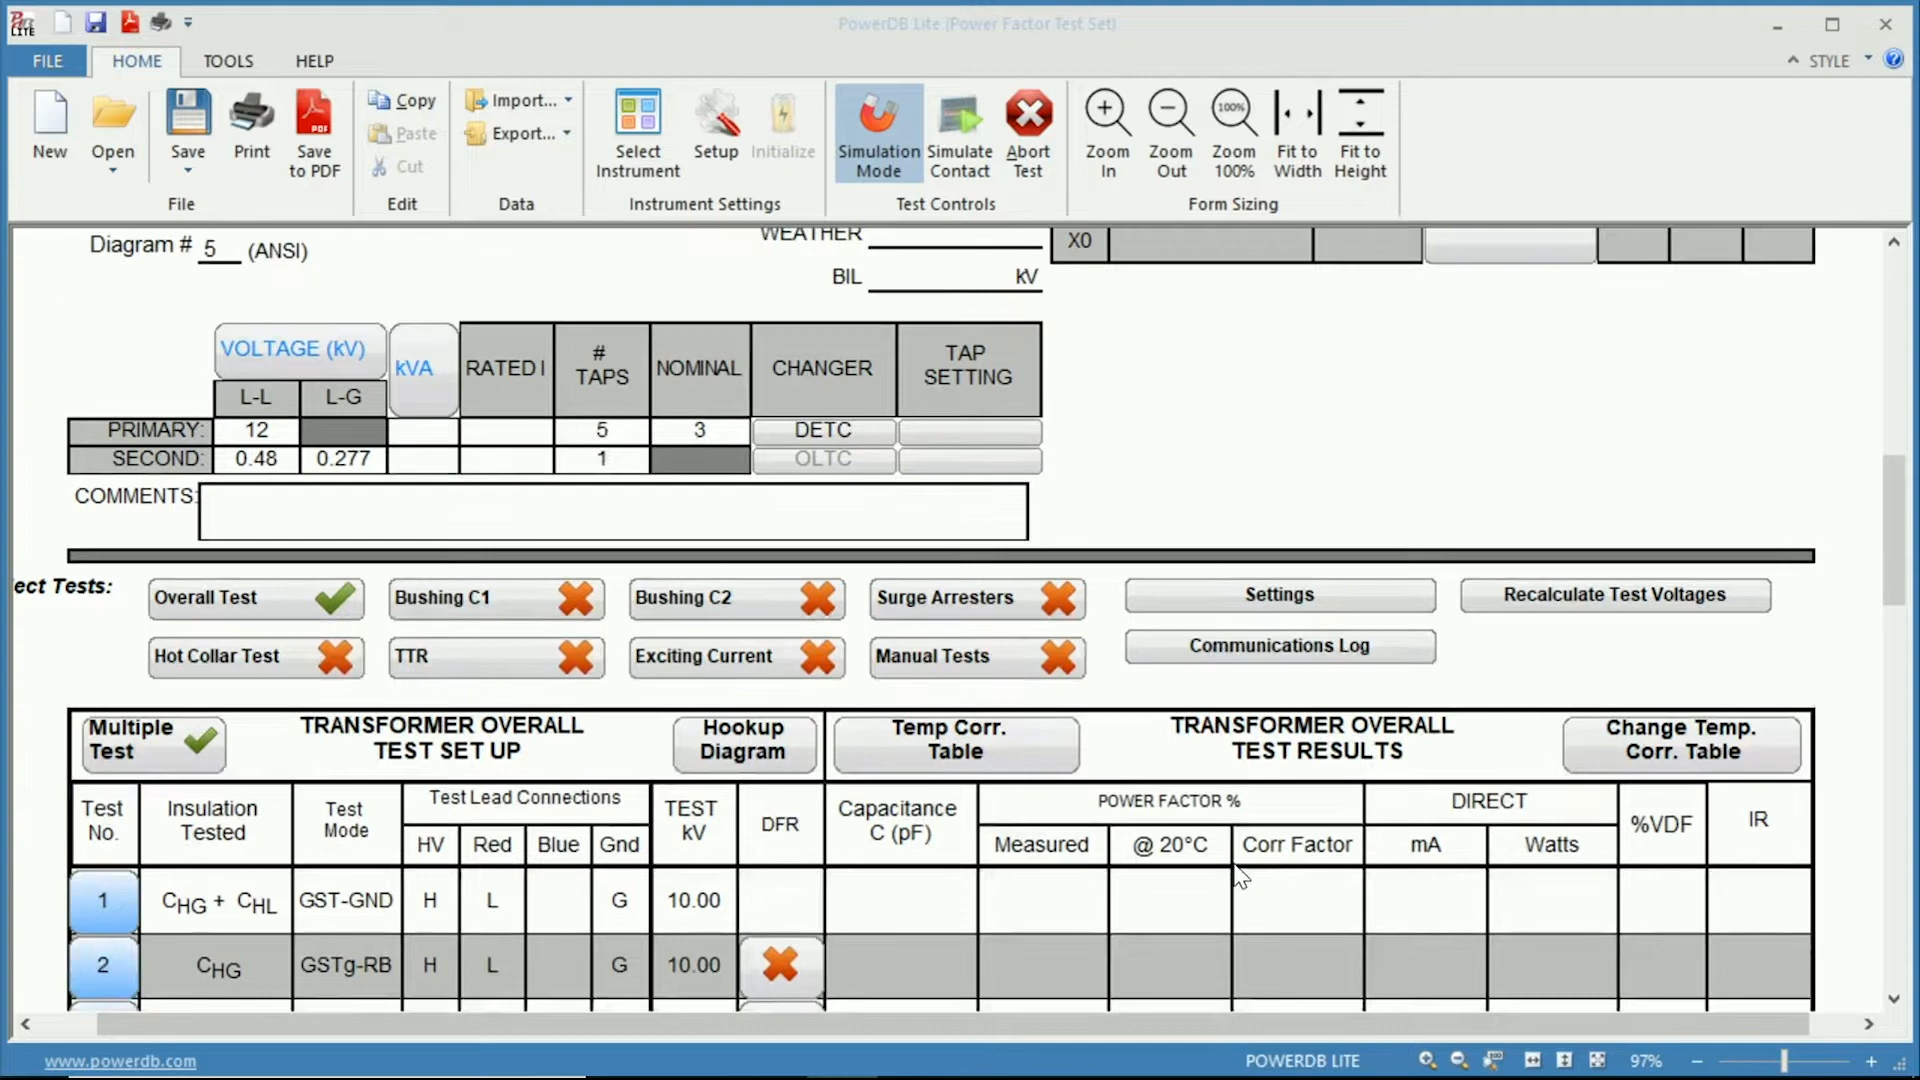 PowerDB Lite (Power Factor Test Set)
LITE
FILE HOME TOOLS HELP STYLE
New Open Save Print Save to PDF
Copy
Paste
Cut
Import...
Export...
Select Instrument Setup Initialize
Simulation Mode Simulate Contact Abort Test
Zoom In Zoom Out 100% Zoom 100% Fit to Width Fit to Height
File Edit Data Instrument Settings Test Controls Form Sizing
Diagram # 5 (ANSI)
WEATHER
BIL kV
X0
VOLTAGE (kV) kVA RATED I # TAPS NOMINAL CHANGER TAP SETTING
L-L L-G
PRIMARY: 12 5 3 DETC
SECOND: 0.48 0.277 1 OLTC
COMMENTS:
ect Tests:
Overall Test Bushing C1 Bushing C2 Surge Arresters Settings Recalculate Test Voltages
Hot Collar Test TTR Exciting Current Manual Tests Communications Log
Multiple Test TRANSFORMER OVERALL TEST SET UP Hookup Diagram Temp Corr. Table TRANSFORMER OVERALL TEST RESULTS Change Temp. Corr. Table
Test No. Insulation Tested Test Mode Test Lead Connections TEST kV DFR Capacitance C (pF) POWER FACTOR % DIRECT %VDF IR
HV Red Blue Gnd Measured @ 20°C Corr Factor mA Watts
1 CHG + CHL GST-GND H L G 10.00
2 CHG GSTg-RB H L G 10.00
www.powerdb.com POWERDB LITE 97%